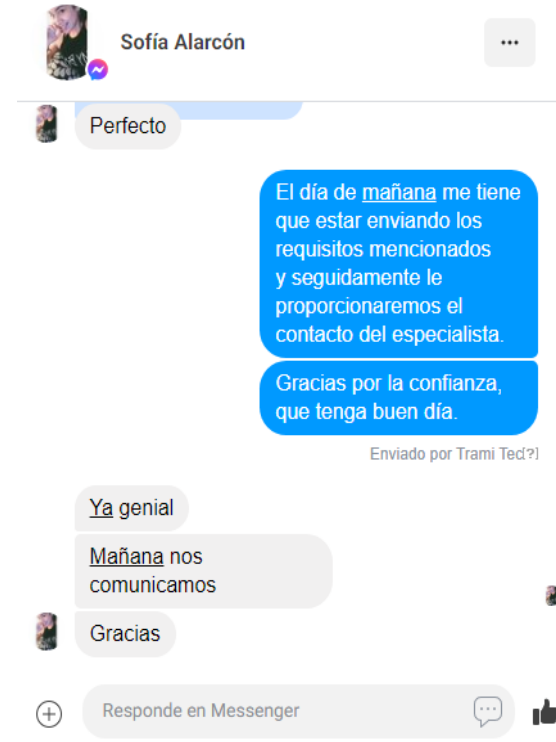 Sofía Alarcón
Perfecto
El día de mañana me tiene
que estar enviando los
requisitos mencionados
y seguidamente le
proporcionaremos el
contacto del especialista.
Gracias por la confianza,
que tenga buen día.
Enviado por Trami Tec[?]
Ya genial
Mañana nos
comunicamos
Gracias
Responde en Messenger